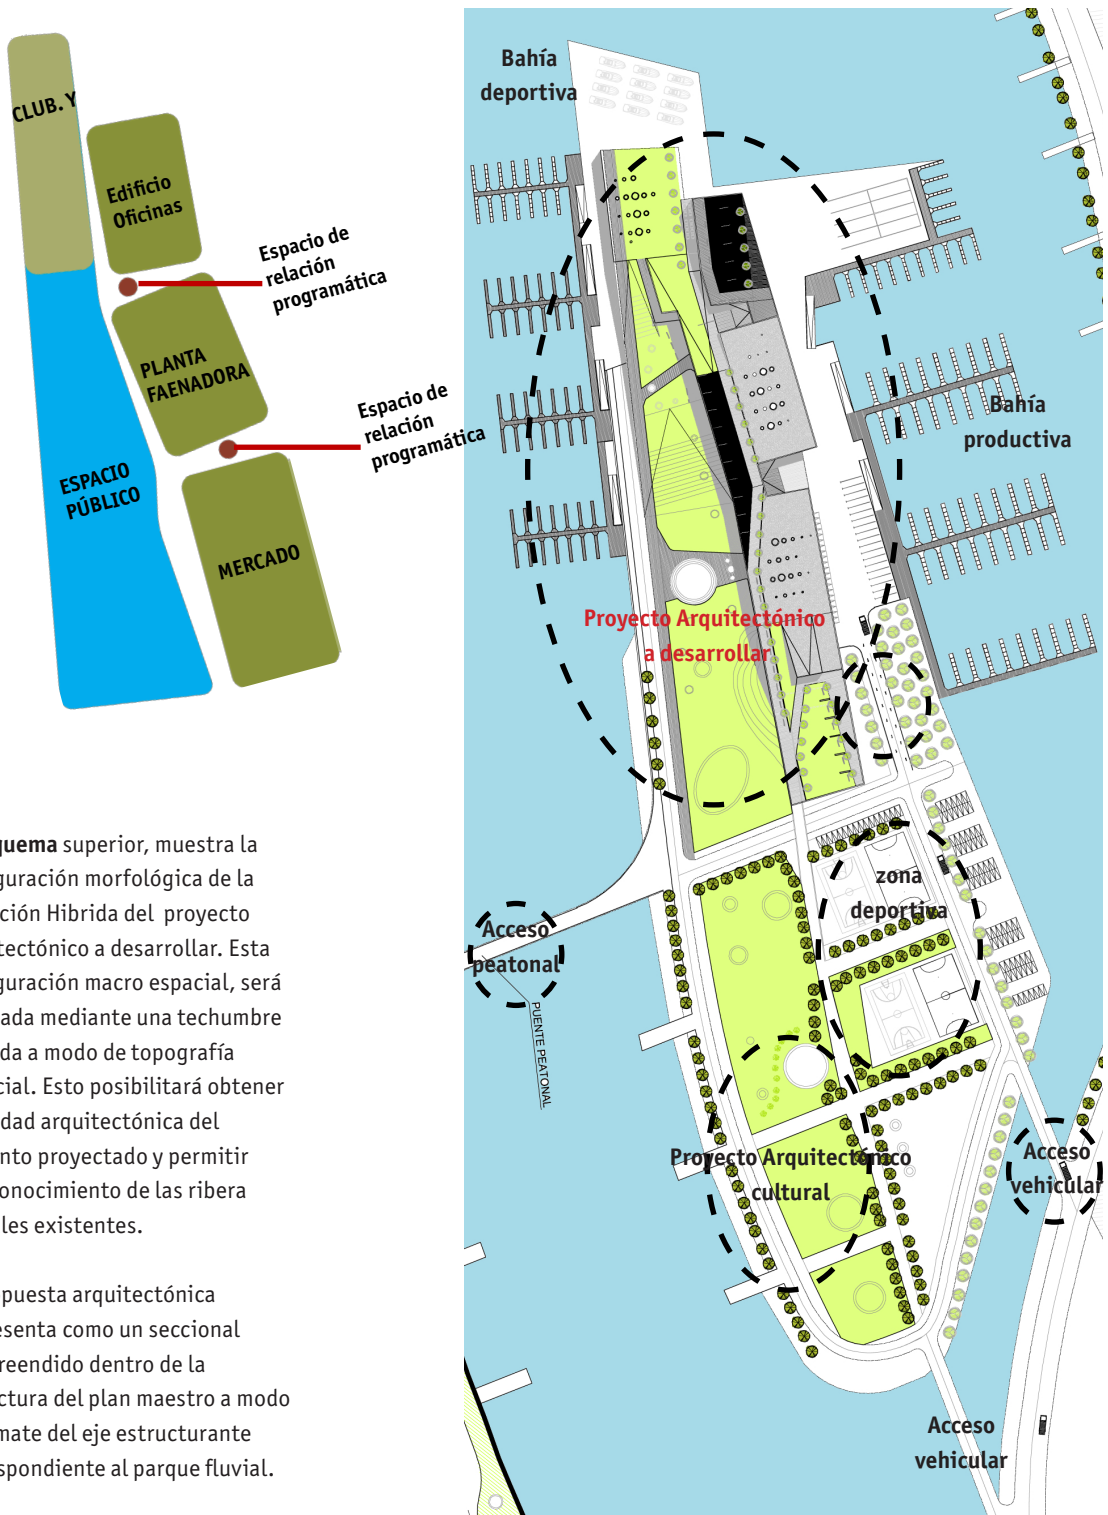 CLUB. Y
Edificio
Oficinas
Espacio de
relación
programática
PLANTA
FAENADORA
Espacio de
relación
programática
ESPACIO
PÚBLICO
MERCADO
quema superior, muestra la
guración morfológica de la
ación Hibrida del proyecto
itectónico a desarrollar. Esta
guración macro espacial, será
ada mediante una techumbre
da a modo de topografía
cial. Esto posibilitará obtener
dad arquitectónica del
nto proyectado y permitir
onocimiento de las ribera
les existentes.
puesta arquitectónica
esenta como un seccional
reendido dentro de la
ctura del plan maestro a modo
mate del eje estructurante
spondiente al parque fluvial.
Bahía
deportiva
Bahía
productiva
Proyecto Arquitectónico
a desarrollar
zona
deportiva
Acceso
peatonal
PUENTE PEATONAL
Proyecto Arquitectónico
cultural
Acceso
vehicular
Acceso
vehicular